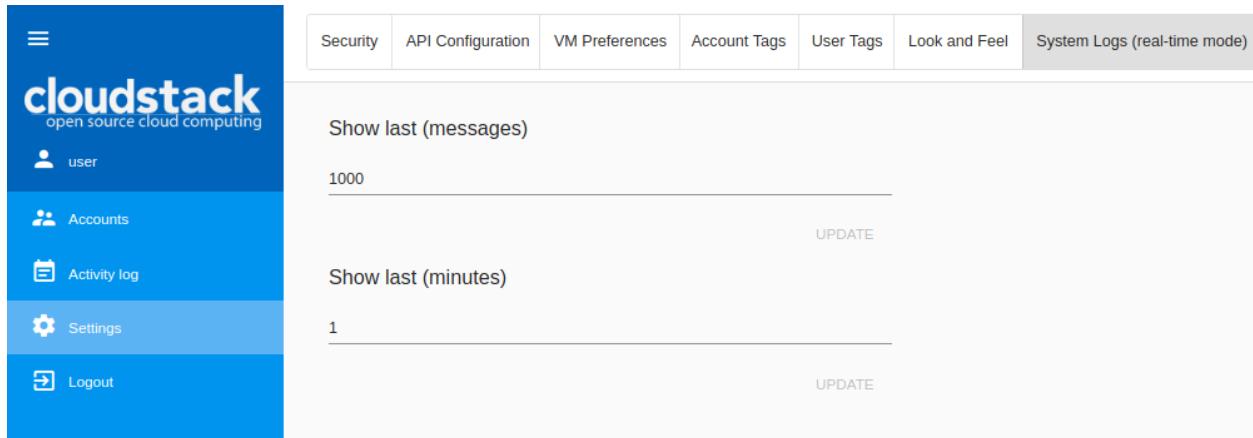 Security API Configuration VM Preferences Account Tags User Tags Look and Feel System Logs (real-time mode)
cloudstack
open source cloud computing
user
Accounts
Activity log
Settings
Logout
Show last (messages)
1000
UPDATE
Show last (minutes)
1
UPDATE